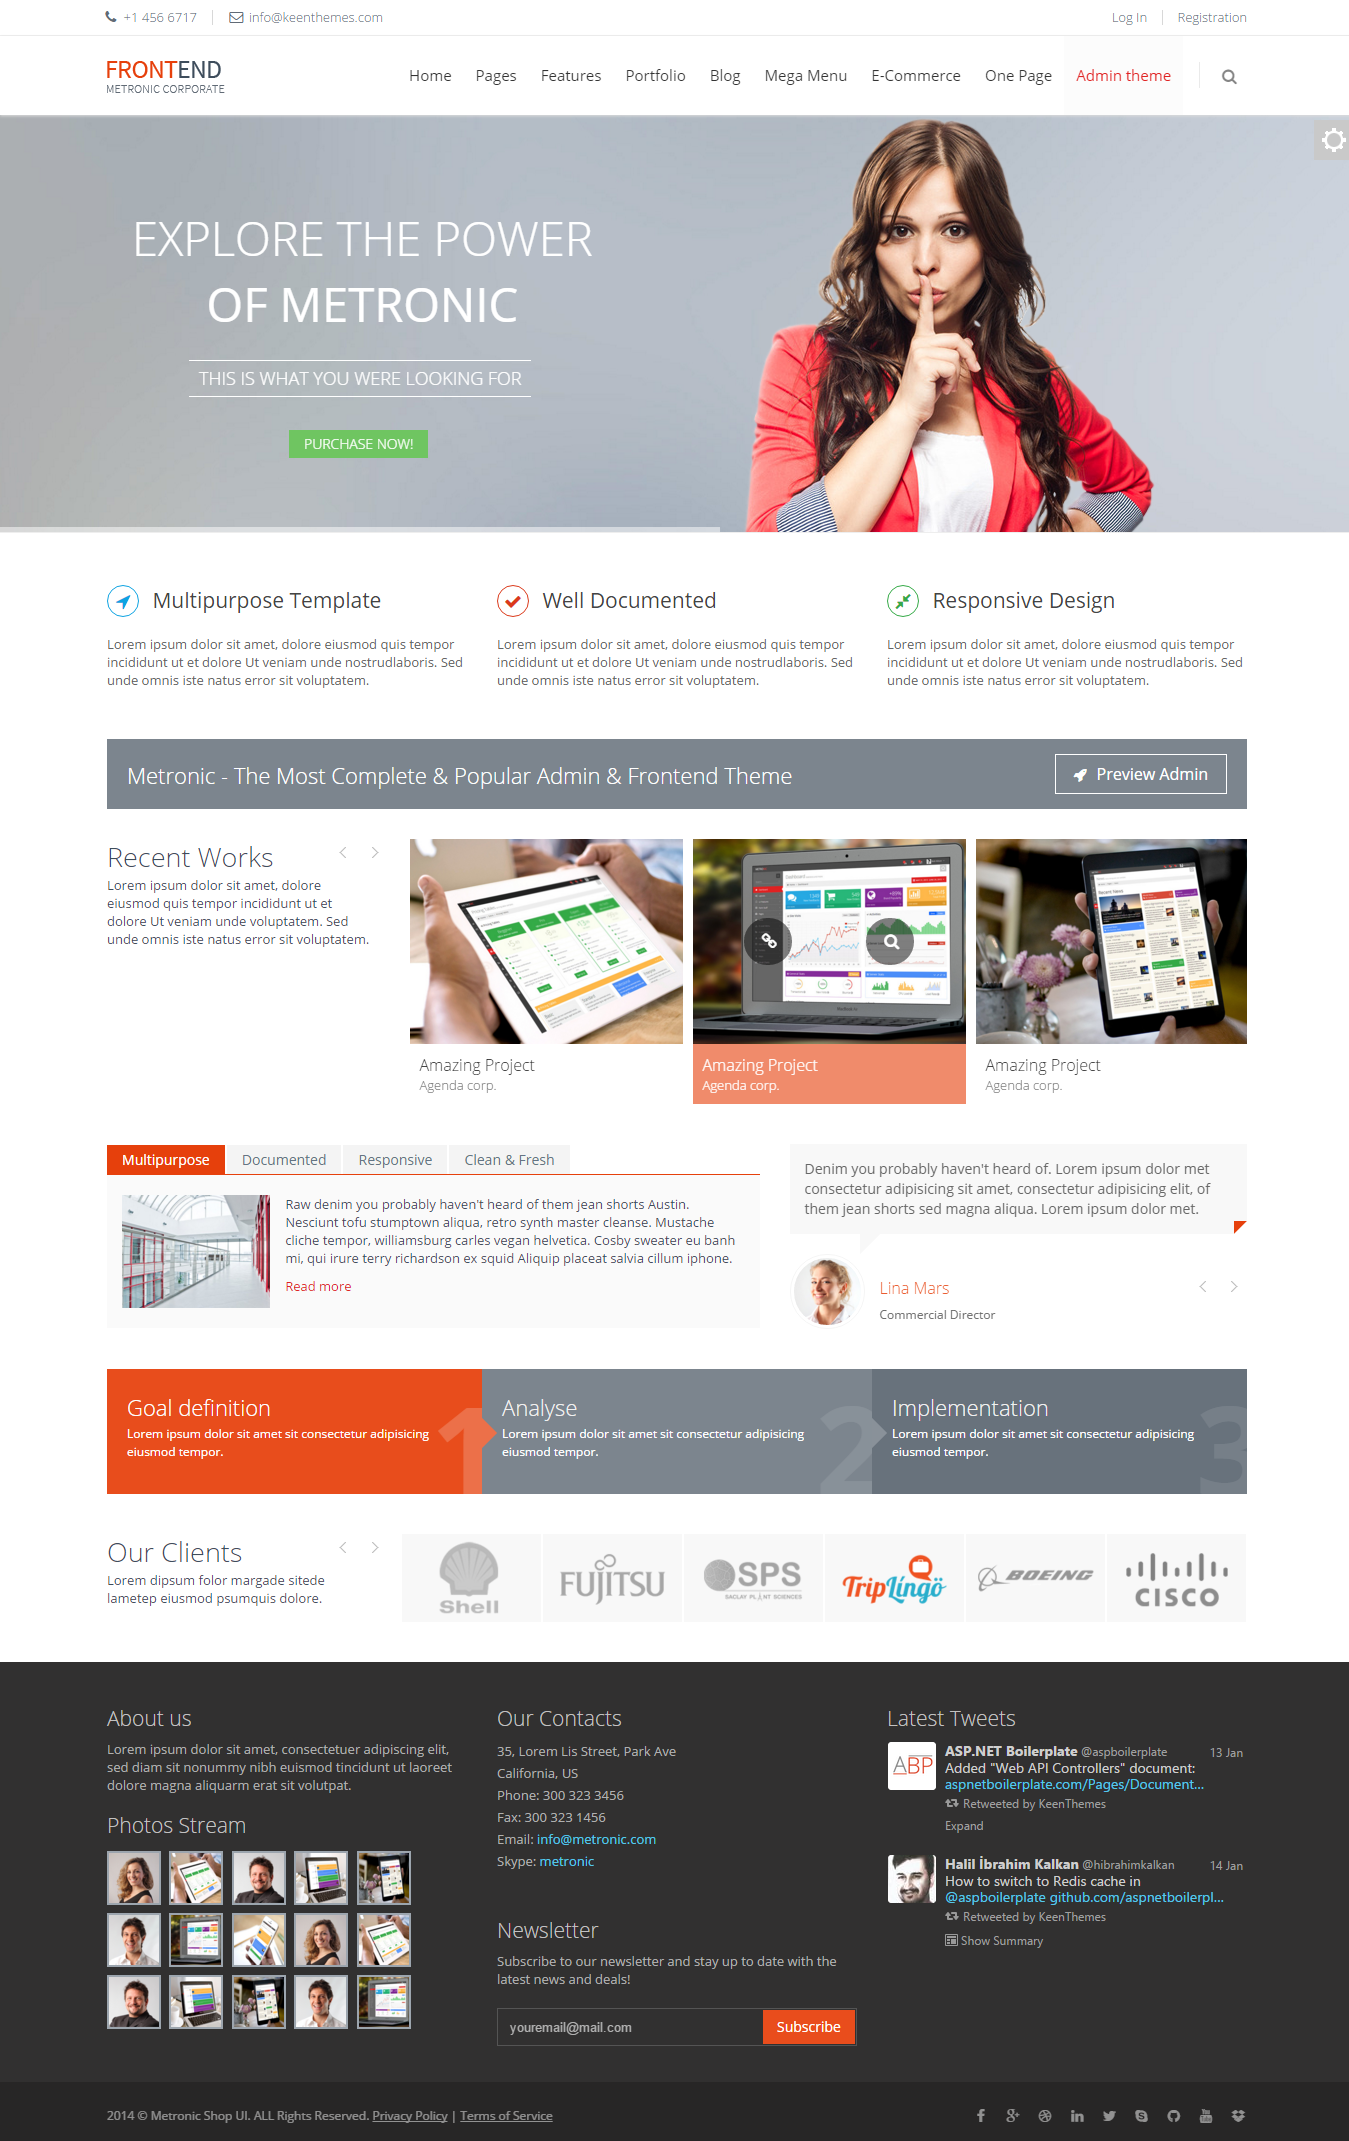 +1 456 6717
info@keenthemes.com
Log In
Registration
FRONTEND
METRONIC CORPORATE
Home Pages Features Portfolio Blog Mega Menu E-Commerce One Page Admin theme
EXPLORE THE POWER
OF METRONIC
THIS IS WHAT YOU WERE LOOKING FOR
PURCHASE NOW!
Multipurpose Template
Lorem ipsum dolor sit amet, dolore eiusmod quis tempor
incididunt ut et dolore Ut veniam unde nostrudlaboris. Sed
unde omnis iste natus error sit voluptatem.
Well Documented
Lorem ipsum dolor sit amet, dolore eiusmod quis tempor
incididunt ut et dolore Ut veniam unde nostrudlaboris. Sed
unde omnis iste natus error sit voluptatem.
Responsive Design
Lorem ipsum dolor sit amet, dolore eiusmod quis tempor
incididunt ut et dolore Ut veniam unde nostrudlaboris. Sed
unde omnis iste natus error sit voluptatem.
Metronic - The Most Complete & Popular Admin & Frontend Theme
Preview Admin
Recent Works
Lorem ipsum dolor sit amet, dolore
eiusmod quis tempor incididunt ut et
dolore Ut veniam unde voluptatem. Sed
unde omnis iste natus error sit voluptatem.
Amazing Project
Agenda corp.
Amazing Project
Agenda corp.
Amazing Project
Agenda corp.
Multipurpose Documented Responsive Clean & Fresh
Raw denim you probably haven't heard of them jean shorts Austin.
Nesciunt tofu stumptown aliqua, retro synth master cleanse. Mustache
cliche tempor, williamsburg carles vegan helvetica. Cosby sweater eu banh
mi, qui irure terry richardson ex squid Aliquip placeat salvia cillum iphone.
Read more
Denim you probably haven't heard of. Lorem ipsum dolor met
consectetur adipisicing sit amet, consectetur adipisicing elit, of
them jean shorts sed magna aliqua. Lorem ipsum dolor met.
Lina Mars
Commercial Director
Goal definition
Lorem ipsum dolor sit amet sit consectetur adipisicing
eiusmod tempor.
1
Analyse
Lorem ipsum dolor sit amet sit consectetur adipisicing
eiusmod tempor.
2
Implementation
Lorem ipsum dolor sit amet sit consectetur adipisicing
eiusmod tempor.
3
Our Clients
Lorem dipsum folor margade sitede
lametep eiusmod psumquis dolore.
Shell
FUJITSU
SPS
SACLAY PLANT SCIENCES
TripLingo
BOEING
CISCO
About us
Lorem ipsum dolor sit amet, consectetuer adipiscing elit,
sed diam sit nonummy nibh euismod tincidunt ut laoreet
dolore magna aliquarm erat sit volutpat.
Photos Stream
Our Contacts
35, Lorem Lis Street, Park Ave
California, US
Phone: 300 323 3456
Fax: 300 323 1456
Email: info@metronic.com
Skype: metronic
Newsletter
Subscribe to our newsletter and stay up to date with the
latest news and deals!
youremail@mail.com
Subscribe
Latest Tweets
ABP
ASP.NET Boilerplate @aspboilerplate 13 Jan
Added "Web API Controllers" document:
aspnetboilerplate.com/Pages/Document...
Retweeted by KeenThemes
Expand
Halil İbrahim Kalkan @hibrahimkalkan 14 Jan
How to switch to Redis cache in
@aspboilerplate github.com/aspnetboilerpl...
Retweeted by KeenThemes
Show Summary
2014 © Metronic Shop UI. ALL Rights Reserved. Privacy Policy | Terms of Service